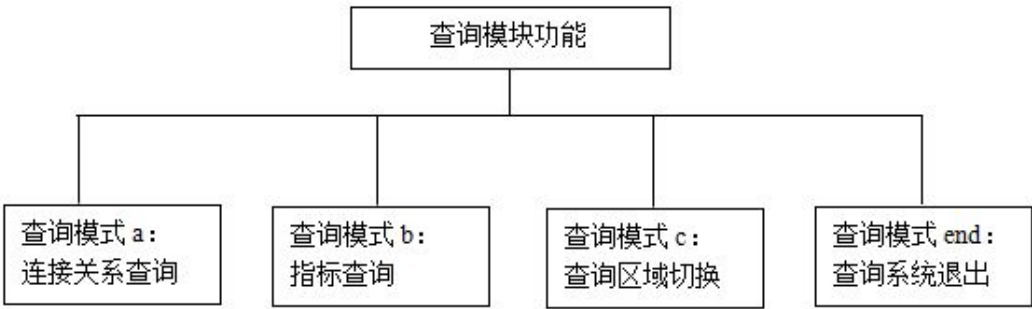 查询模块功能
查询模式 a：
连接关系查询
查询模式 b：
指标查询
查询模式 c：
查询区域切换
查询模式 end：
查询系统退出